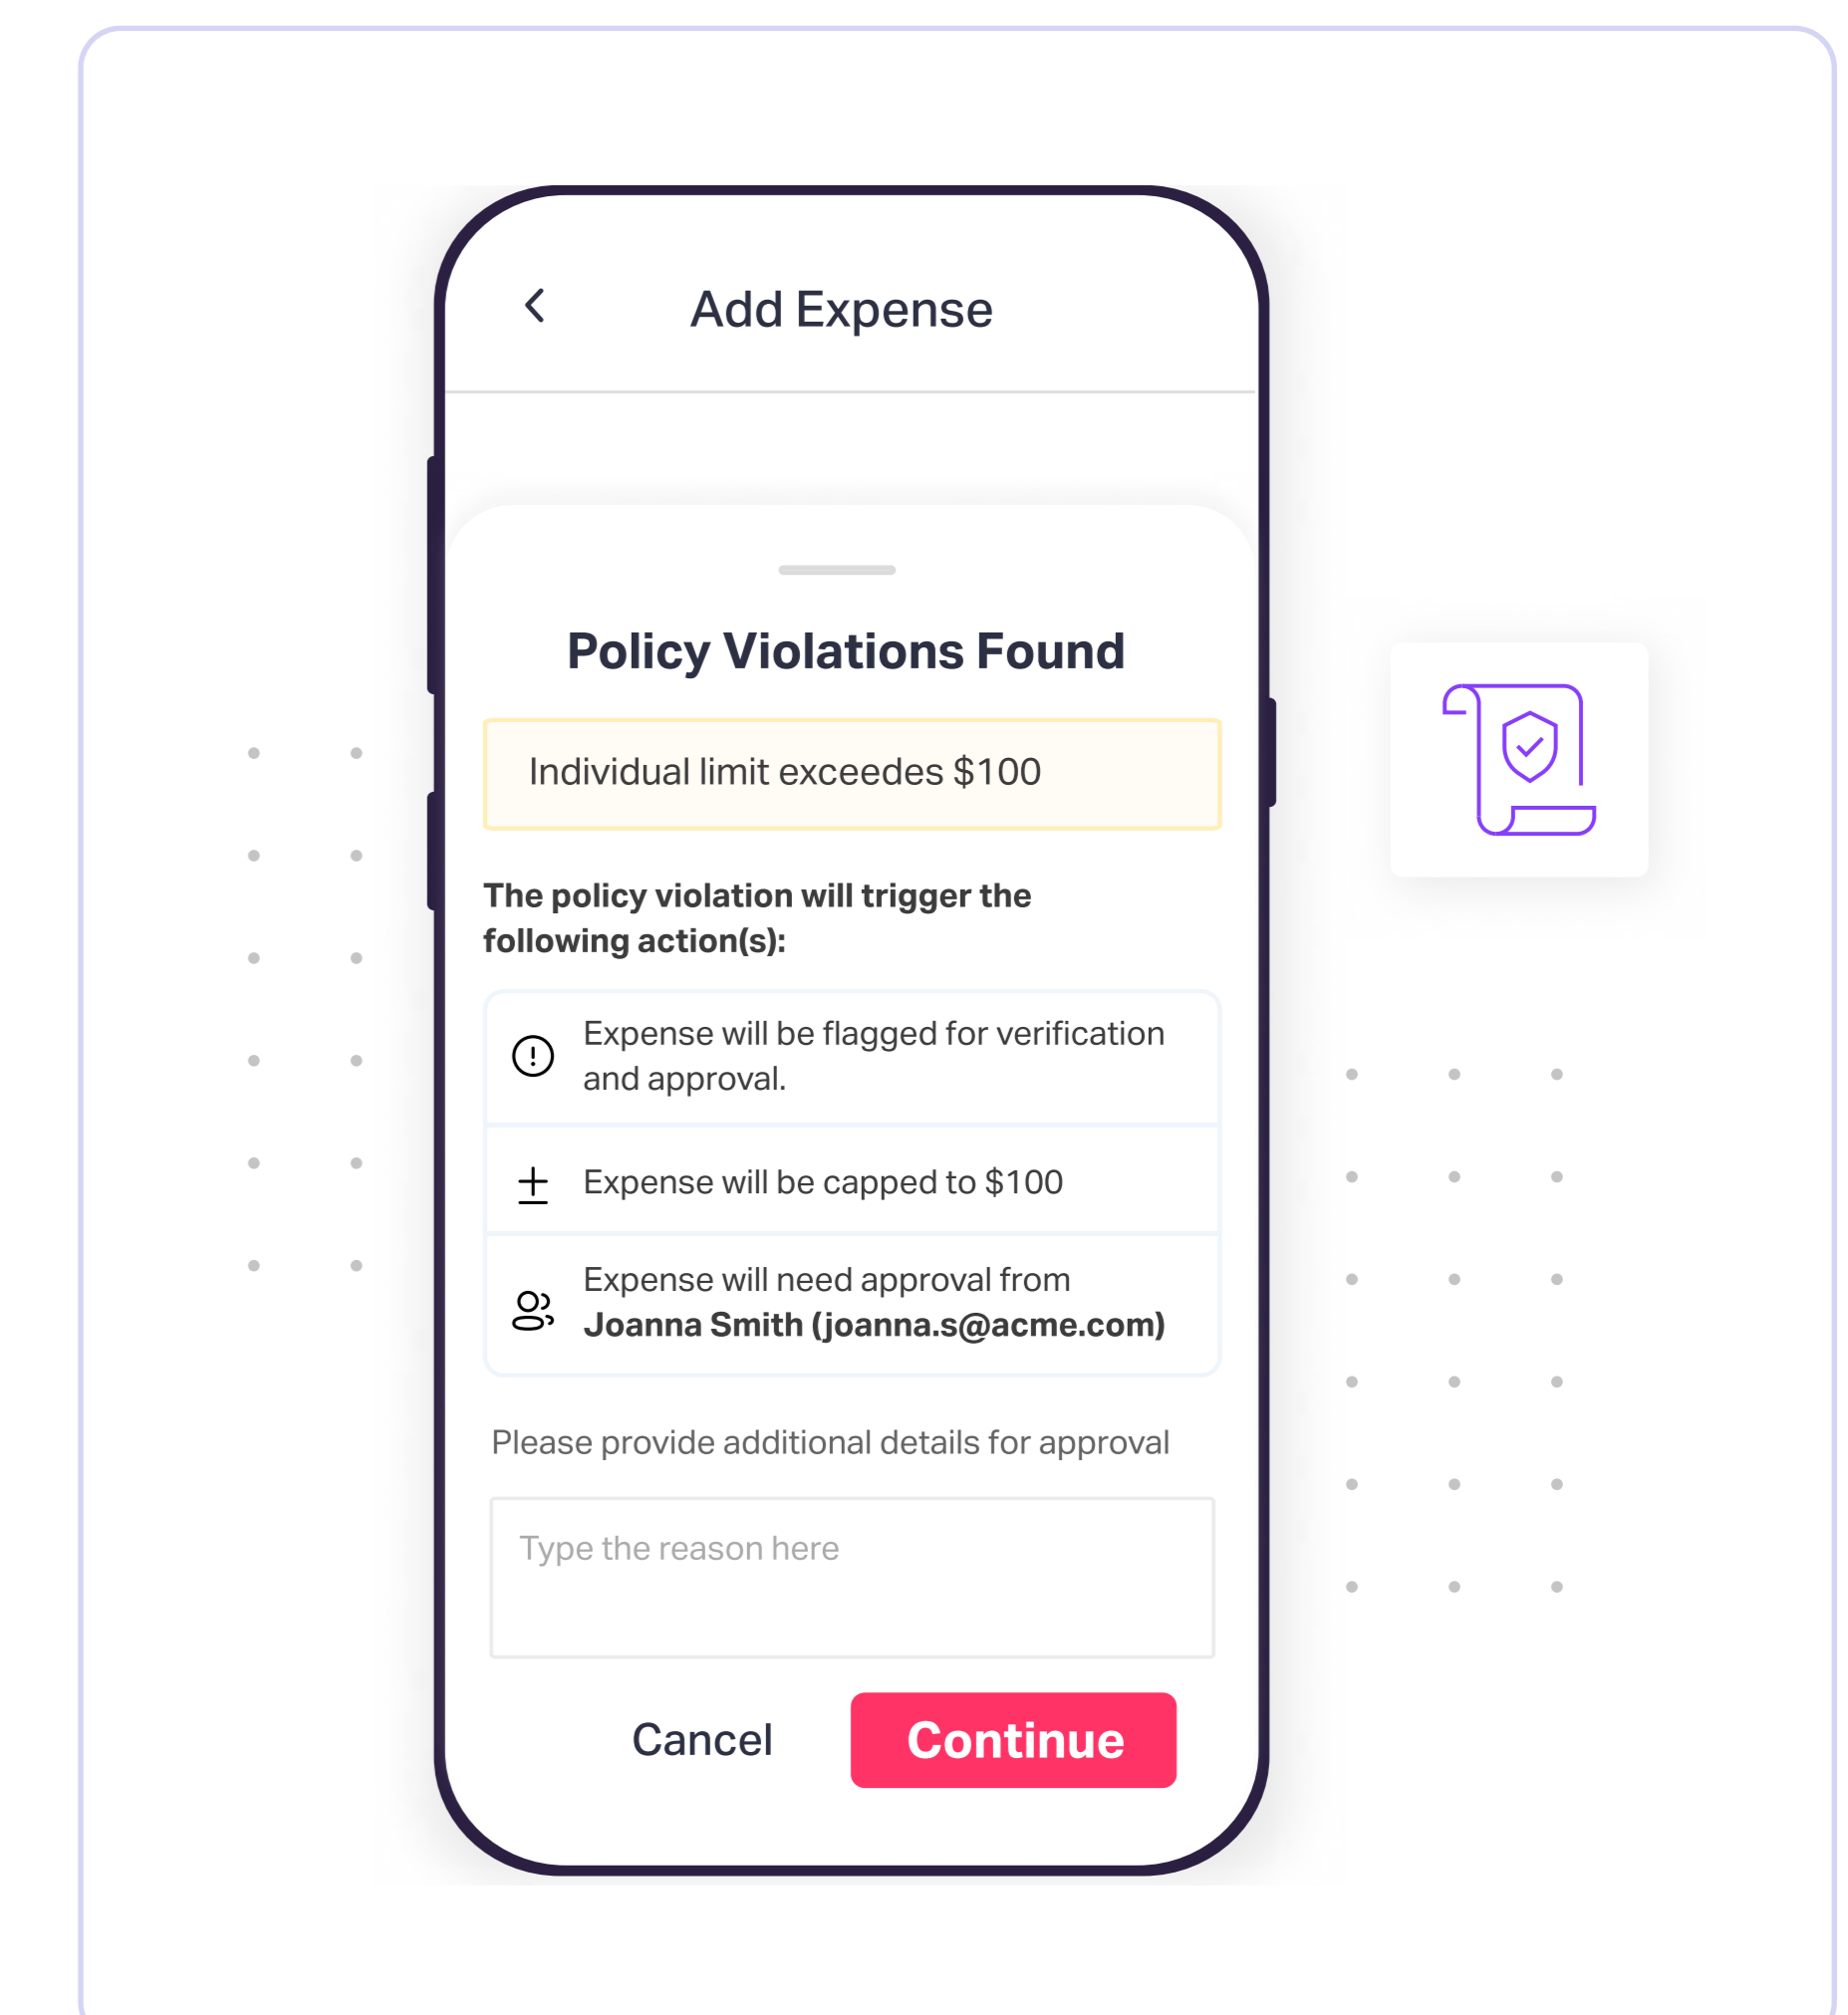 Add Expense
Policy Violations Found
Individual limit exceedes $100
The policy violation will trigger the
following action(s):
Expense will be flagged for verification
and approval.
Expense will be capped to $100
Expense will need approval from
Joanna Smith (joanna.s@acme.com)
Please provide additional details for approval
Type the reason here
Cancel
Continue